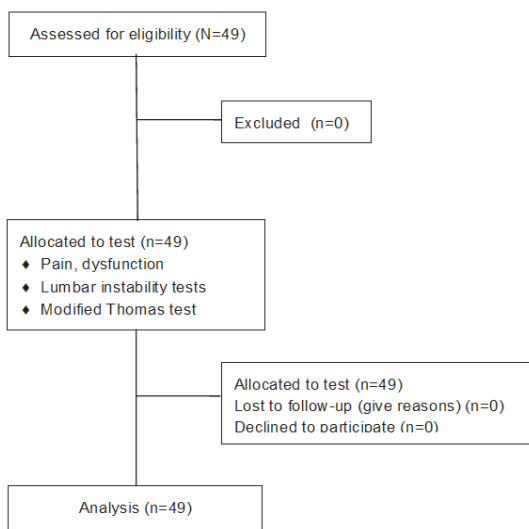 Assessed for eligibility (N=49)
Excluded (n=0)
Allocated to test (n=49)
♦ Pain, dysfunction
♦ Lumbar instability tests
♦ Modified Thomas test
Allocated to test (n=49)
Lost to follow-up (give reasons) (n=0)
Declined to participate (n=0)
Analysis (n=49)